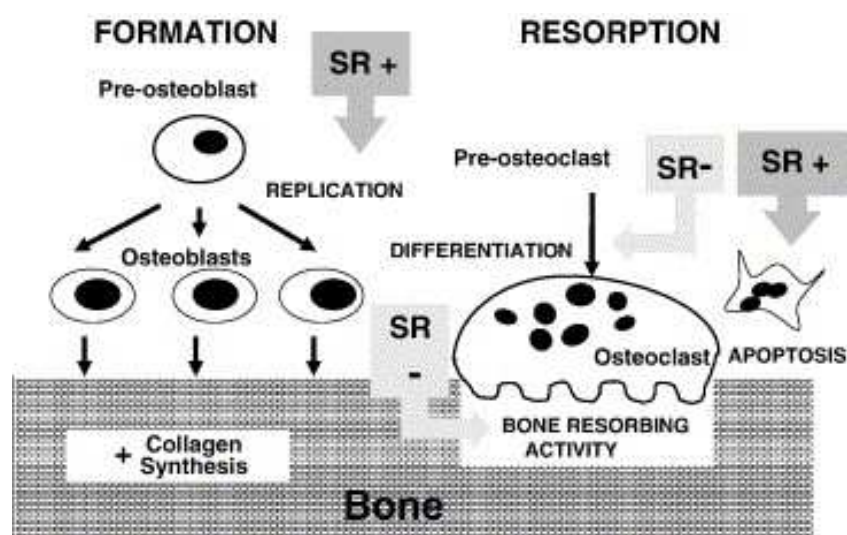 FORMATION
SR +
Pre-osteoblast
REPLICATION
Osteoblasts
+ Collagen
Synthesis
RESORPTION
Pre-osteoclast
SR-
SR +
DIFFERENTIATION
SR
-
Osteoclast
APOPTOSIS
BONE RESORBING
ACTIVITY
Bone